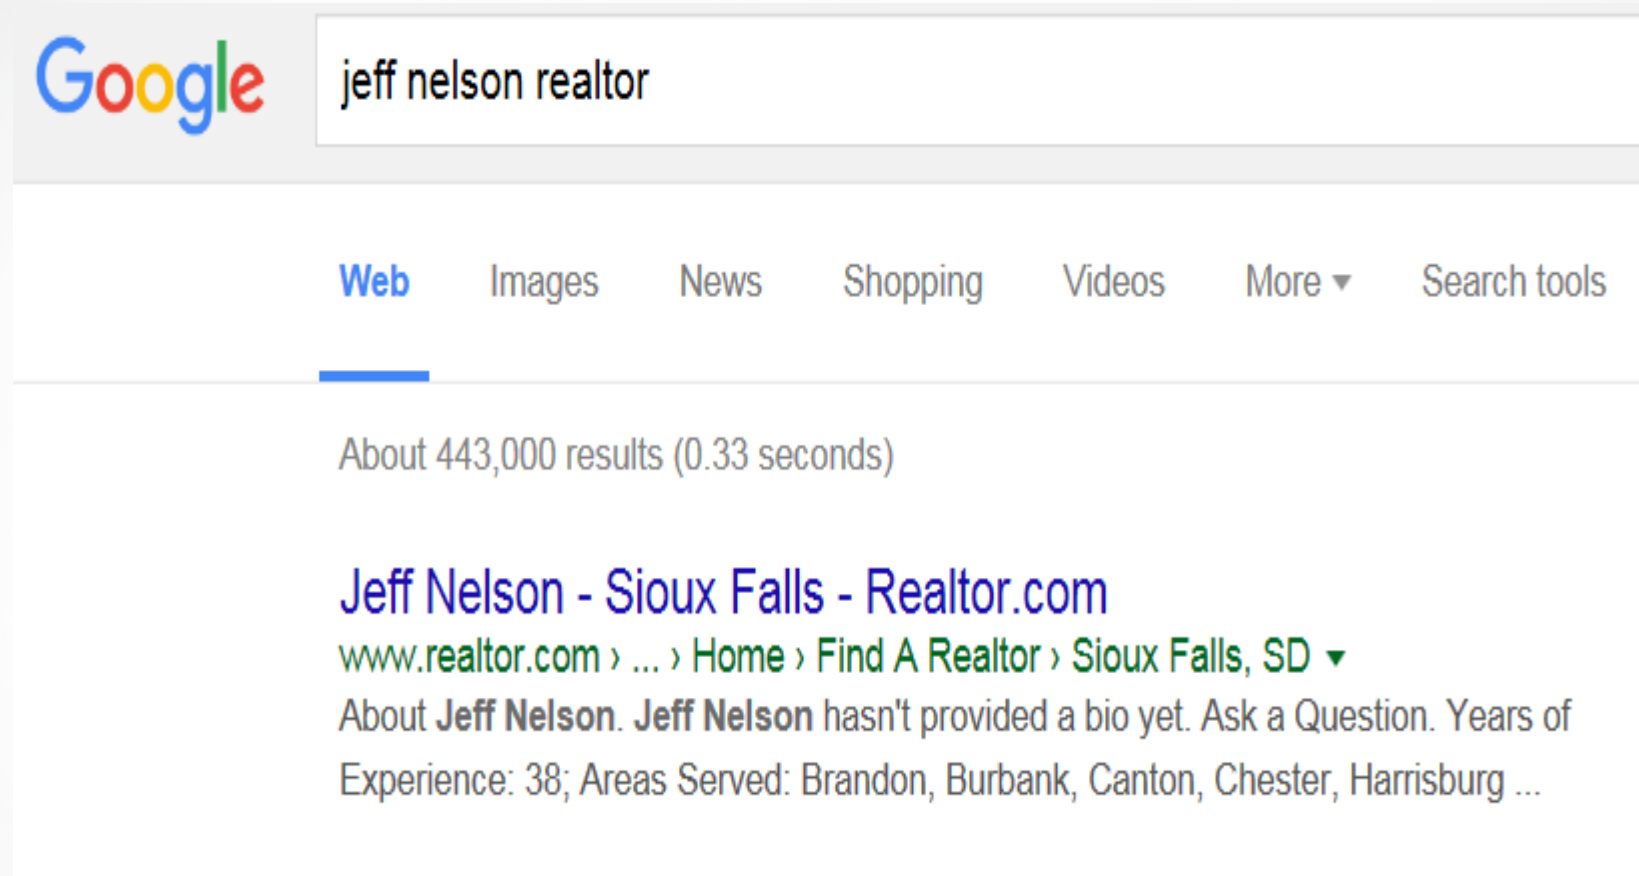 Google jeff nelson realtor
Web Images News Shopping Videos More Search tools
About 443,000 results (0.33 seconds)
Jeff Nelson - Sioux Falls - Realtor.com
www.realtor.com › ... › Home › Find A Realtor › Sioux Falls, SD
About Jeff Nelson. Jeff Nelson hasn't provided a bio yet. Ask a Question. Years of
Experience: 38; Areas Served: Brandon, Burbank, Canton, Chester, Harrisburg ...